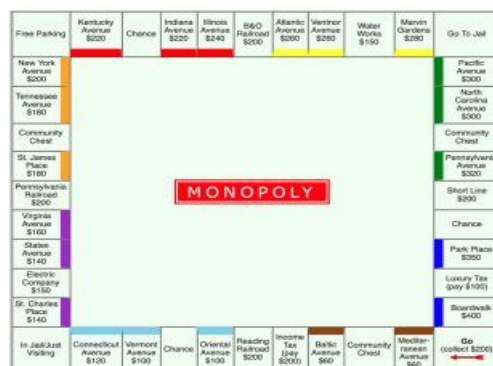 Free Parking
Kentucky
Avenue
$220
Chance
Indiana
Avenue
$220
Illinois
Avenue
$240
B&O
Railroad
$200
Atlantic
Avenue
$260
Ventnor
Avenue
$260
Water
Works
$150
Marvin
Gardens
$280
Go To Jail
New York
Avenue
$200
Tennessee
Avenue
$180
Community
Chest
St. James
Place
$180
Pennsylvania
Railroad
$200
Virginia
Avenue
$160
States
Avenue
$140
Electric
Company
$150
St. Charles
Place
$140
MONOPOLY
Pacific
Avenue
$300
North
Carolina
Avenue
$300
Community
Chest
Pennsylvania
Avenue
$320
Short Line
$200
Chance
Park Place
$350
Luxury Tax
(pay $100)
Boardwalk
$400
In Jail/Just
Visiting
Connecticut
Avenue
$120
Vermont
Avenue
$100
Chance
Oriental
Avenue
$100
Reading
Railroad
$200
Income
Tax
(pay
$200)
Baltic
Avenue
$60
Community
Chest
Mediter-
ranean
Avenue
$60
Go
(collect $200)